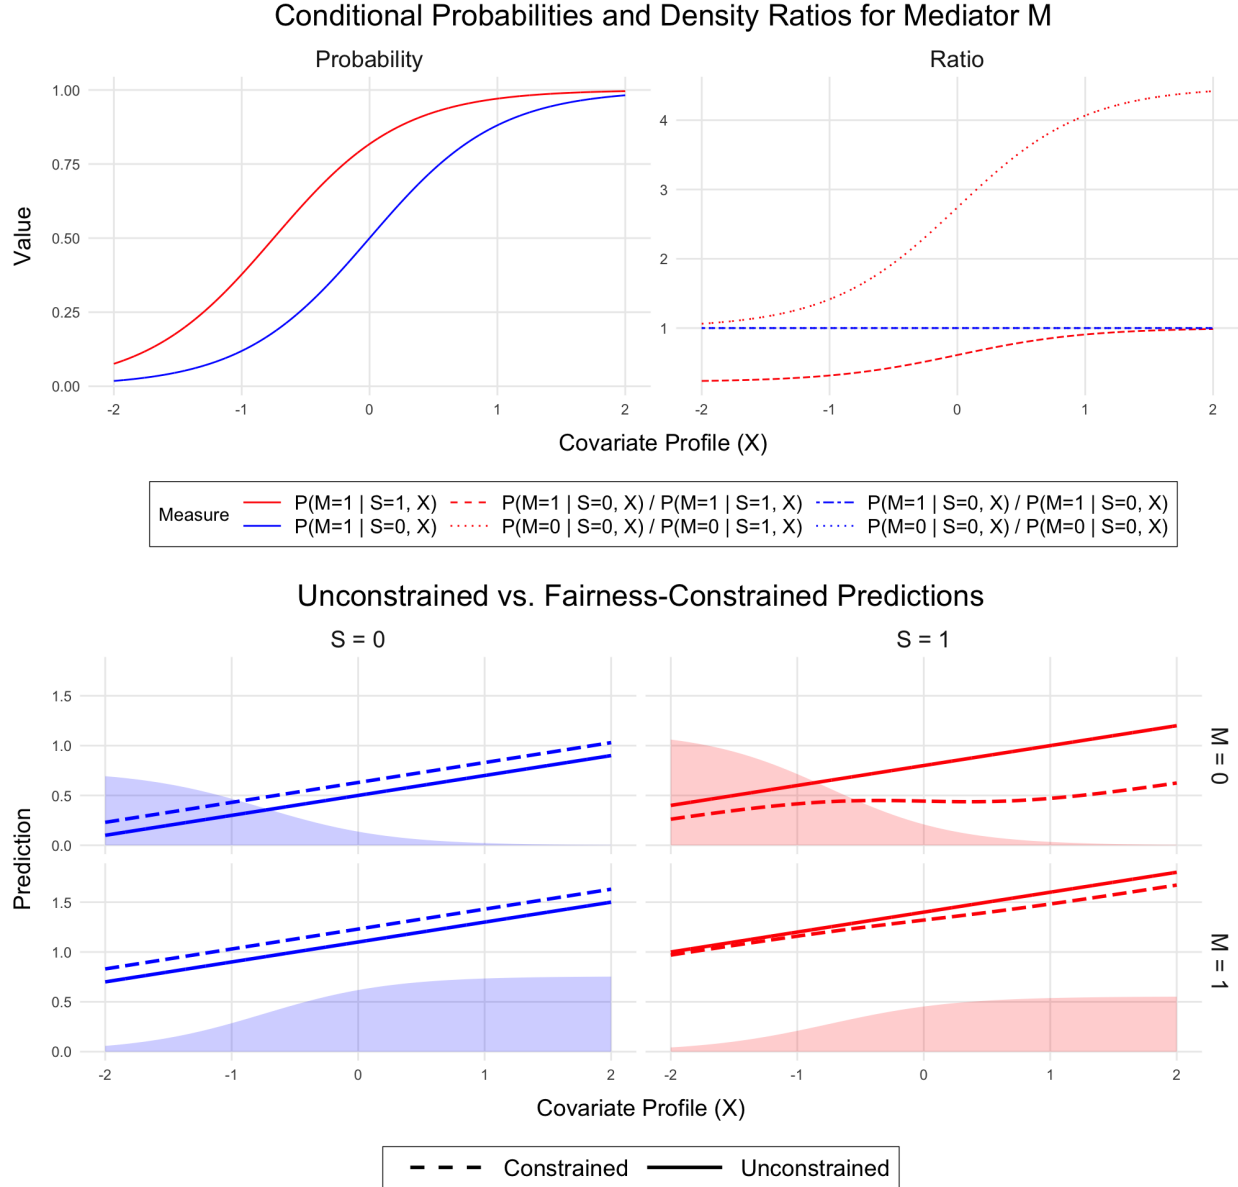 Conditional Probabilities and Density Ratios for Mediator M
Probability
Ratio
Value
1.00
0.75
0.50
0.25
0.00
4
3
2
1
-2 -1 0 1 2
-2 -1 0 1 2
Covariate Profile (X)
Measure
P(M=1 | S=1, X)
P(M=1 | S=0, X) / P(M=1 | S=1, X)
P(M=1 | S=0, X) / P(M=1 | S=0, X)
P(M=1 | S=0, X)
P(M=0 | S=0, X) / P(M=0 | S=1, X)
P(M=0 | S=0, X) / P(M=0 | S=0, X)
Unconstrained vs. Fairness-Constrained Predictions
S = 0
S = 1
Prediction
1.5
1.0
0.5
0.0
M = 0
1.5
1.0
0.5
0.0
M = 1
-2 -1 0 1 2
-2 -1 0 1 2
Covariate Profile (X)
Constrained
Unconstrained